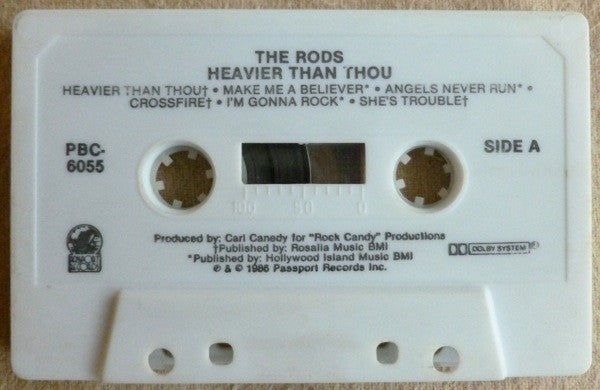 THE RODS
HEAVIER THAN THOU
HEAVIER THAN THOU† • MAKE ME A BELIEVER* • ANGELS NEVER RUN* •
CROSSFIRE† • I'M GONNA ROCK* • SHE'S TROUBLE†
PBC-
6055
SIDE A
100 50 0
Produced by: Carl Canedy for "Rock Candy" Productions
†Published by: Rosalia Music BMI
*Published by: Hollywood Island Music BMI
℗ & © 1986 Passport Records Inc.
PASSPORT
RECORDS
DOLBY SYSTEM ®